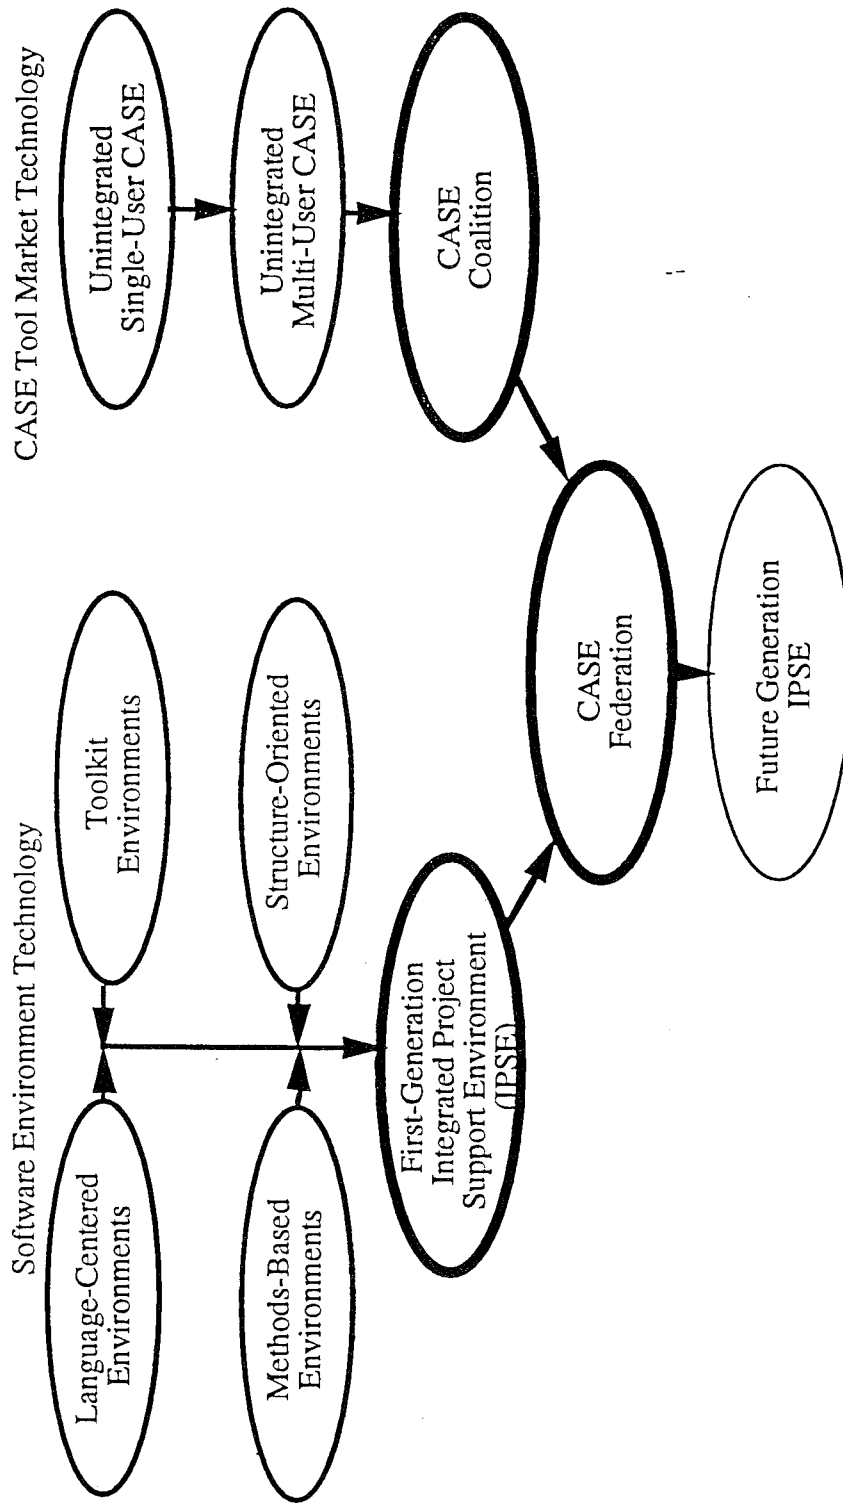 Software Environment Technology
CASE Tool Market Technology
Language-Centered
Environments
Toolkit
Environments
Unintegrated
Single-User CASE
Methods-Based
Environments
Structure-Oriented
Environments
Unintegrated
Multi-User CASE
First-Generation
Integrated Project
Support Environment
(IPSE)
CASE
Coalition
CASE
Federation
Future Generation
IPSE